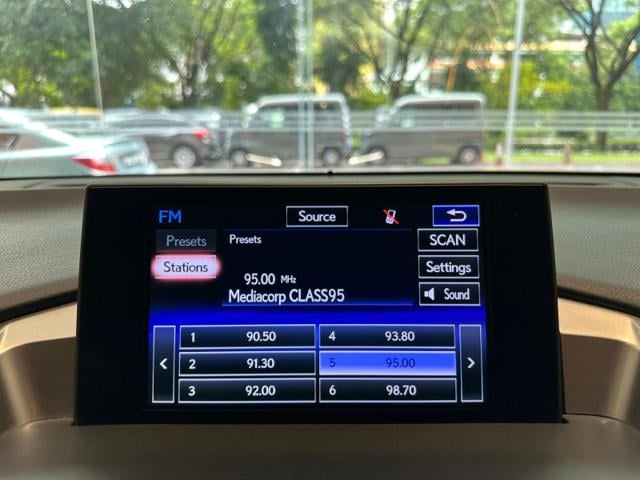 FM
Source
Presets
Presets
SCAN
Stations
Settings
95.00 MHz
Mediacorp CLASS95
Sound
1 90.50
4 93.80
2 91.30
5 95.00
3 92.00
6 98.70